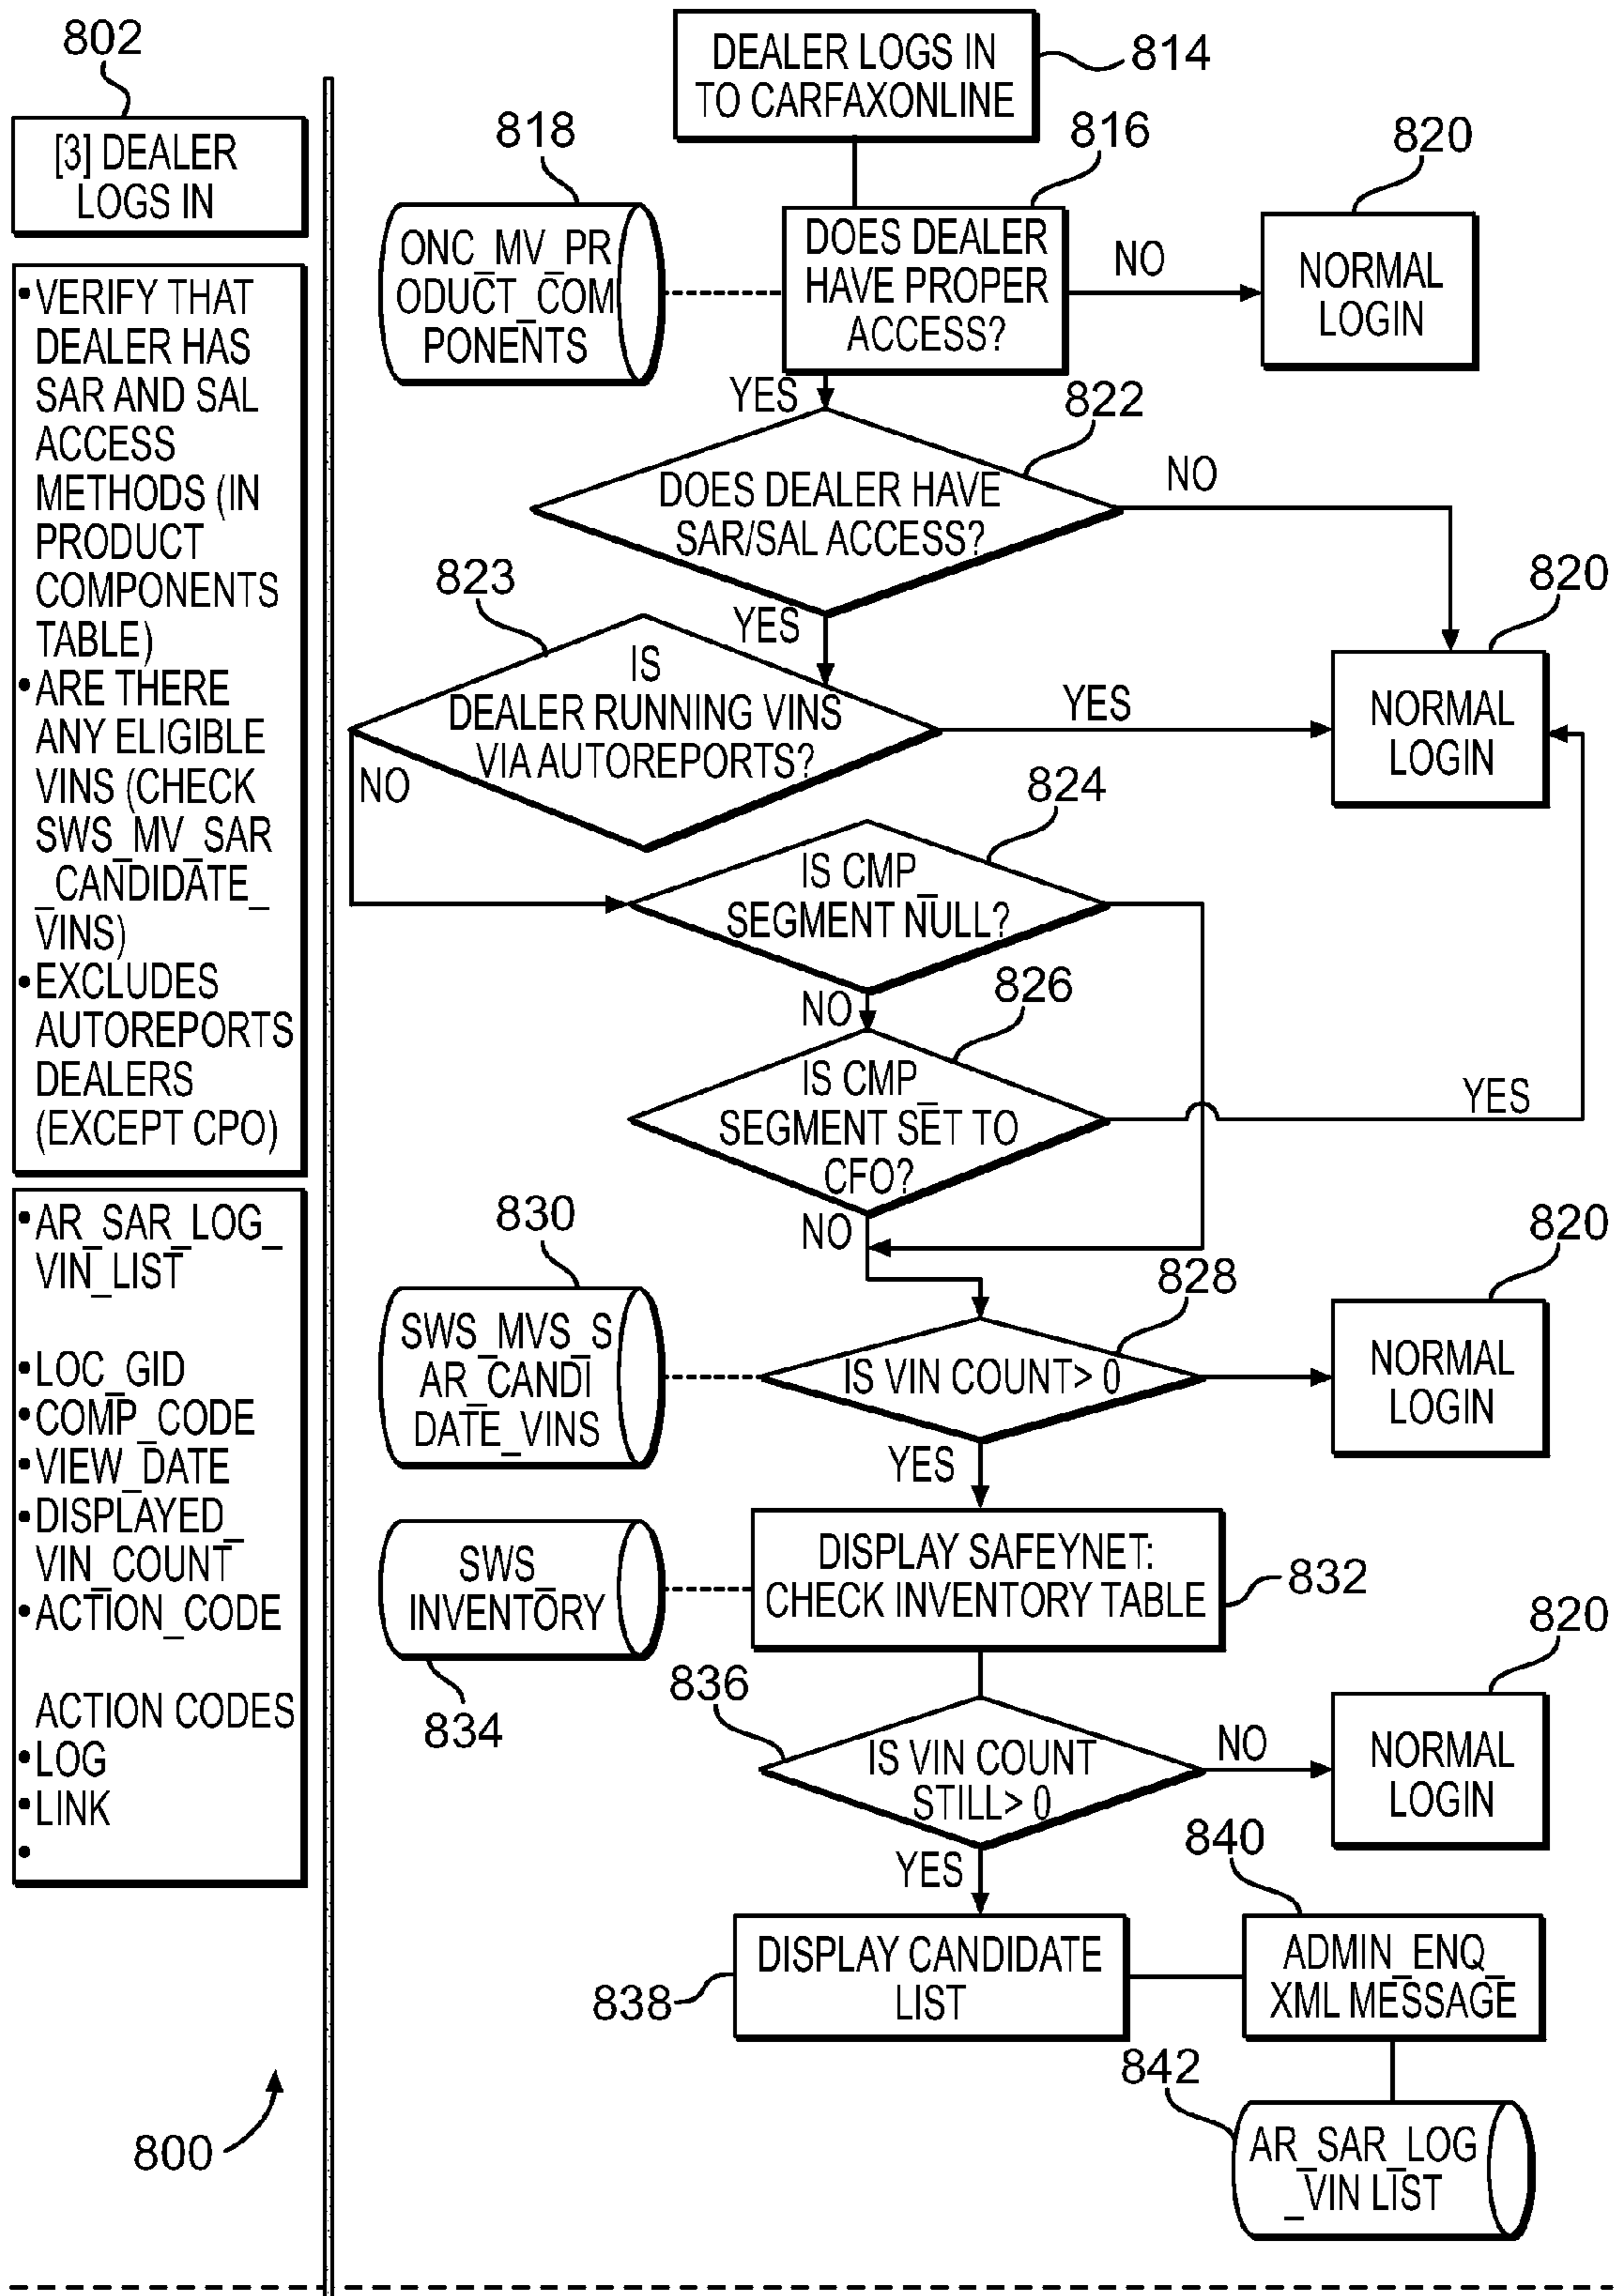 802
[3] DEALER
LOGS IN
•VERIFY THAT
DEALER HAS
SAR AND SAL
ACCESS
METHODS (IN
PRODUCT
COMPONENTS
TABLE)
•ARE THERE
ANY ELIGIBLE
VINS (CHECK
SWS_MV_SAR
_CANDIDATE_
VINS)
•EXCLUDES
AUTOREPORTS
DEALERS
(EXCEPT CPO)
•AR_SAR_LOG_
VIN_LIST
•LOC_GID
•COMP_CODE
•VIEW_DATE
•DISPLAYED_
VIN_COUNT
•ACTION_CODE
ACTION CODES
•LOG
•LINK
•
800
DEALER LOGS IN
TO CARFAXONLINE
814
818
ONC_MV_PR
ODUCT_COM
PONENTS
816
DOES DEALER
HAVE PROPER
ACCESS?
NO
820
NORMAL
LOGIN
YES
822
DOES DEALER HAVE
SAR/SAL ACCESS?
NO
YES
823
IS
DEALER RUNNING VINS
VIA AUTOREPORTS?
YES
820
NORMAL
LOGIN
NO
824
IS CMP_
SEGMENT NULL?
NO
826
IS CMP_
SEGMENT SET TO
CFO?
YES
NO
830
SWS_MVS_S
AR_CANDI
DATE_VINS
828
IS VIN COUNT> 0
820
NORMAL
LOGIN
YES
SWS_
INVENTORY
834
DISPLAY SAFEYNET:
CHECK INVENTORY TABLE
832
836
IS VIN COUNT
STILL> 0
NO
820
NORMAL
LOGIN
YES
838
DISPLAY CANDIDATE
LIST
840
ADMIN_ENQ_
XML MESSAGE
842
AR_SAR_LOG
_VIN LIST